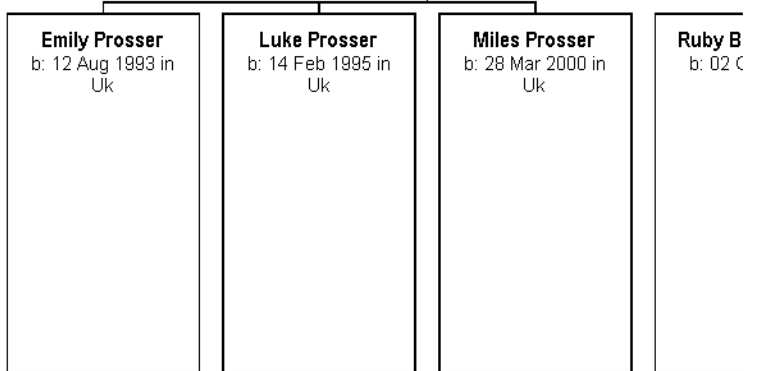 Emily Prosser
b: 12 Aug 1993 in
Uk
Luke Prosser
b: 14 Feb 1995 in
Uk
Miles Prosser
b: 28 Mar 2000 in
Uk
Ruby B
b: 02